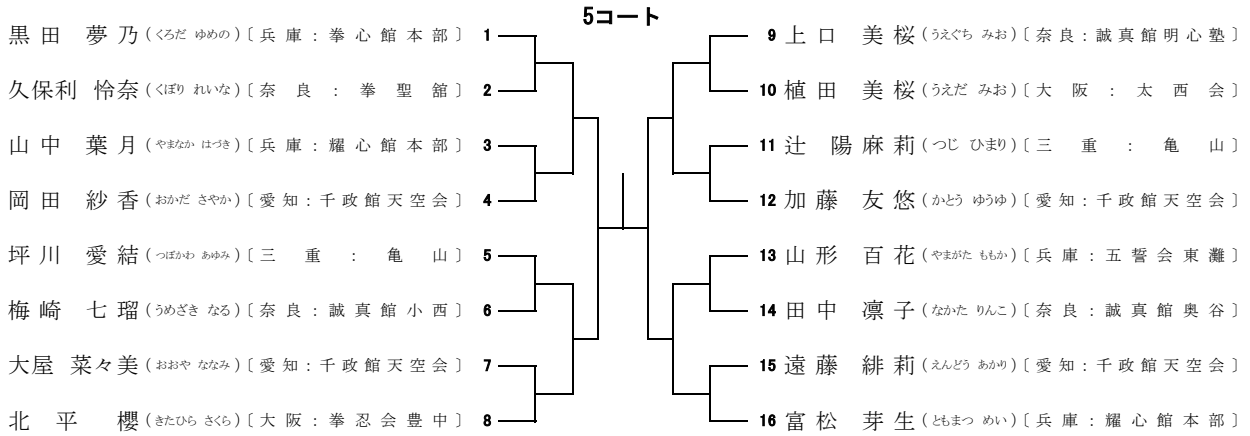 5コート
黒田 夢乃(くろだ ゆめの)〔兵庫:拳心館本部〕 1
久保利 怜奈(くぼり れいな)〔奈良:拳聖舘〕 2
山中 葉月(やまなか はづき)〔兵庫:耀心館本部〕 3
岡田 紗香(おかだ さやか)〔愛知:千政館天空会〕 4
坪川 愛結(つぼかわ あゆみ)〔三重:亀山〕 5
梅崎 七瑠(うめざき なる)〔奈良:誠真館小西〕 6
大屋 菜々美(おおや ななみ)〔愛知:千政館天空会〕 7
北平 櫻(きたひら さくら)〔大阪:拳忍会豊中〕 8
9 上口 美桜(うえぐち みお)〔奈良:誠真館明心塾〕
10 植田 美桜(うえだ みお)〔大阪:太西会〕
11 辻 陽麻莉(つじ ひまり)〔三重:亀山〕
12 加藤 友悠(かとう ゆうゆ)〔愛知:千政館天空会〕
13 山形 百花(やまがた ももか)〔兵庫:五誓会東灘〕
14 田中 凛子(なかた りんこ)〔奈良:誠真館奥谷〕
15 遠藤 緋莉(えんどう あかり)〔愛知:千政館天空会〕
16 富松 芽生(ともまつ めい)〔兵庫:耀心館本部〕